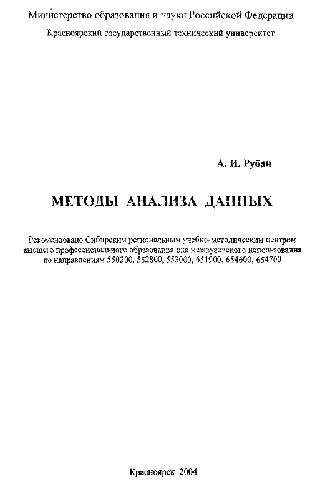 Министерство образования и науки Российской Федерации
Красноярский государственный технический университет
А. И. Рубан
МЕТОДЫ АНАЛИЗА ДАННЫХ
Рекомендовано Сибирским региональным учебно-методическим центром
высшего профессионального образования для межвузовского использования
по направлениям 550200, 552800, 553000, 651900, 654600, 654700
Красноярск 2004